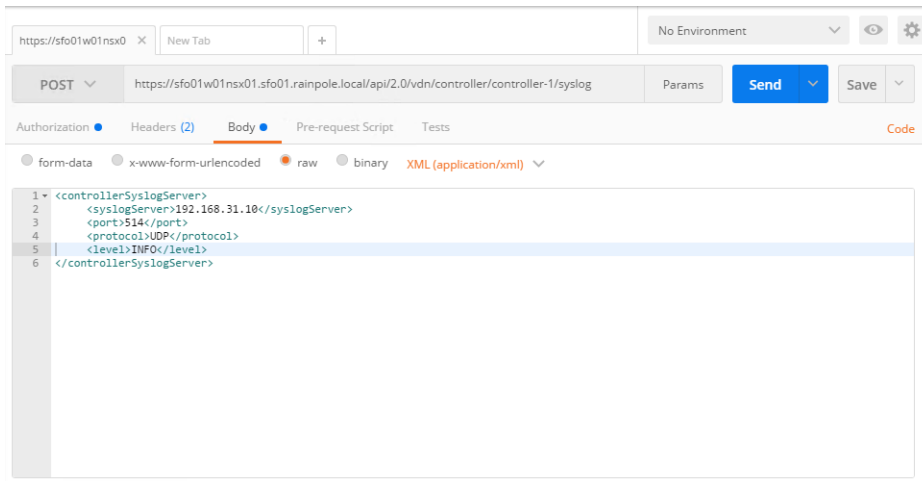 https://sfo01w01nsx0 New Tab + No Environment
POST https://sfo01w01nsx01.sfo01.rainpole.local/api/2.0/vdn/controller/controller-1/syslog Params Send Save
Authorization Headers (2) Body Pre-request Script Tests Code
form-data x-www-form-urlencoded raw binary XML (application/xml)
1 <controllerSyslogServer>
2 <syslogServer>192.168.31.10</syslogServer>
3 <port>514</port>
4 <protocol>UDP</protocol>
5 <level>INFO</level>
6 </controllerSyslogServer>